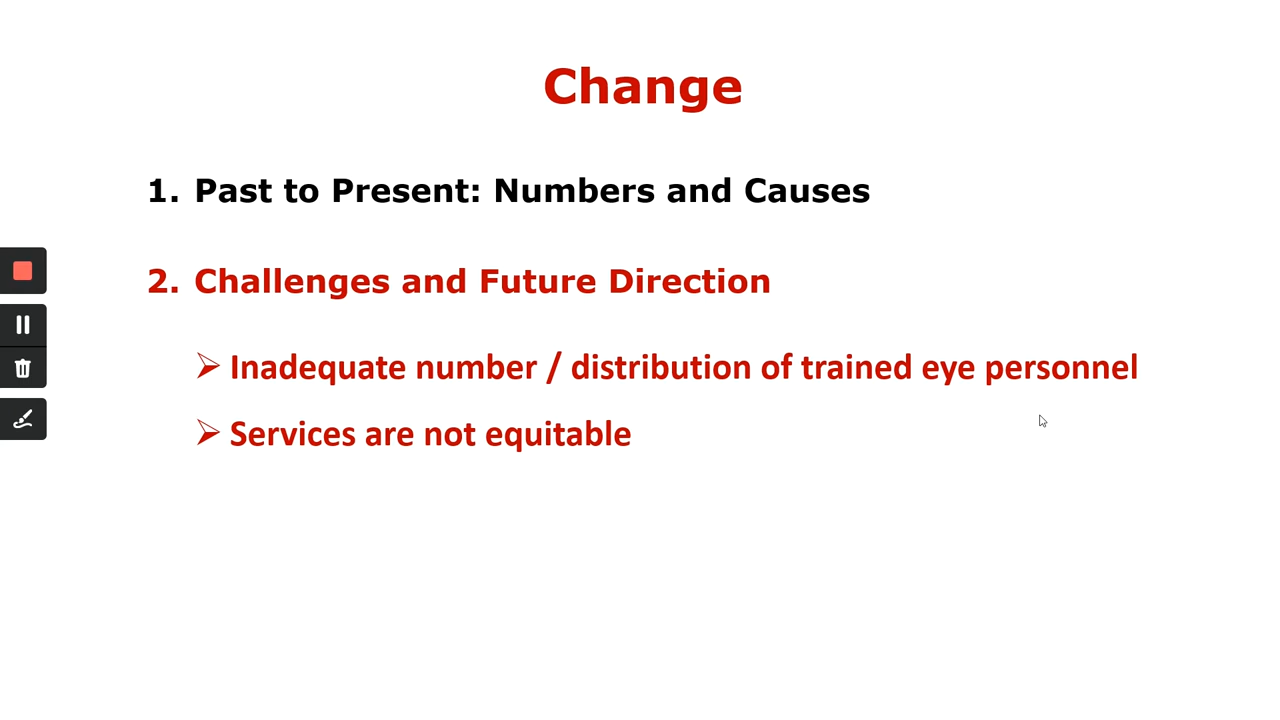 Change
1. Past to Present: Numbers and Causes
2. Challenges and Future Direction
➢ Inadequate number / distribution of trained eye personnel
➢ Services are not equitable